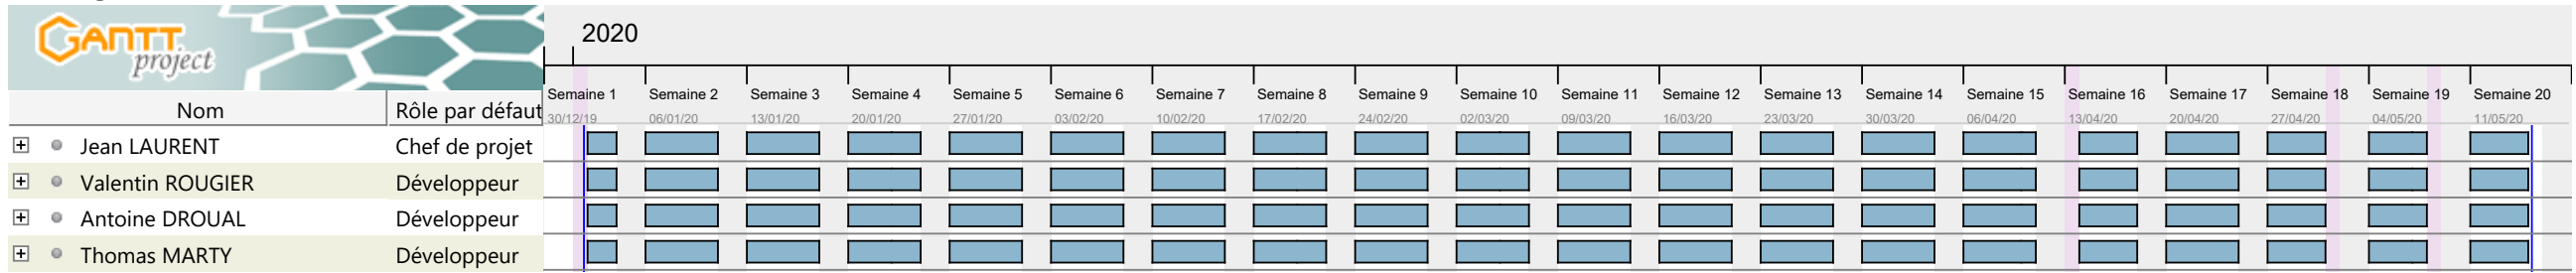 GANTT
project
2020
Nom Rôle par défaut
Semaine 1 Semaine 2 Semaine 3 Semaine 4 Semaine 5 Semaine 6 Semaine 7 Semaine 8 Semaine 9 Semaine 10 Semaine 11 Semaine 12 Semaine 13 Semaine 14 Semaine 15 Semaine 16 Semaine 17 Semaine 18 Semaine 19 Semaine 20
30/12/19 06/01/20 13/01/20 20/01/20 27/01/20 03/02/20 10/02/20 17/02/20 24/02/20 02/03/20 09/03/20 16/03/20 23/03/20 30/03/20 06/04/20 13/04/20 20/04/20 27/04/20 04/05/20 11/05/20
Jean LAURENT Chef de projet
Valentin ROUGIER Développeur
Antoine DROUAL Développeur
Thomas MARTY Développeur